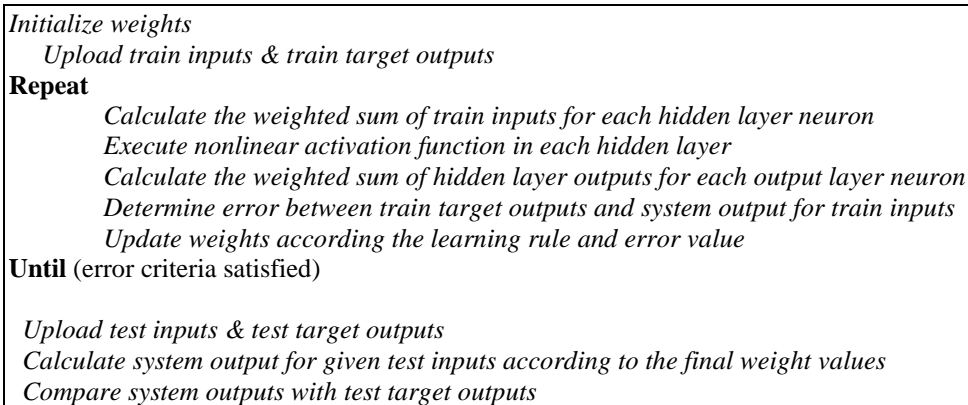 Initialize weights
Upload train inputs & train target outputs
Repeat
Calculate the weighted sum of train inputs for each hidden layer neuron
Execute nonlinear activation function in each hidden layer
Calculate the weighted sum of hidden layer outputs for each output layer neuron
Determine error between train target outputs and system output for train inputs
Update weights according the learning rule and error value
Until (error criteria satisfied)
Upload test inputs & test target outputs
Calculate system output for given test inputs according to the final weight values
Compare system outputs with test target outputs